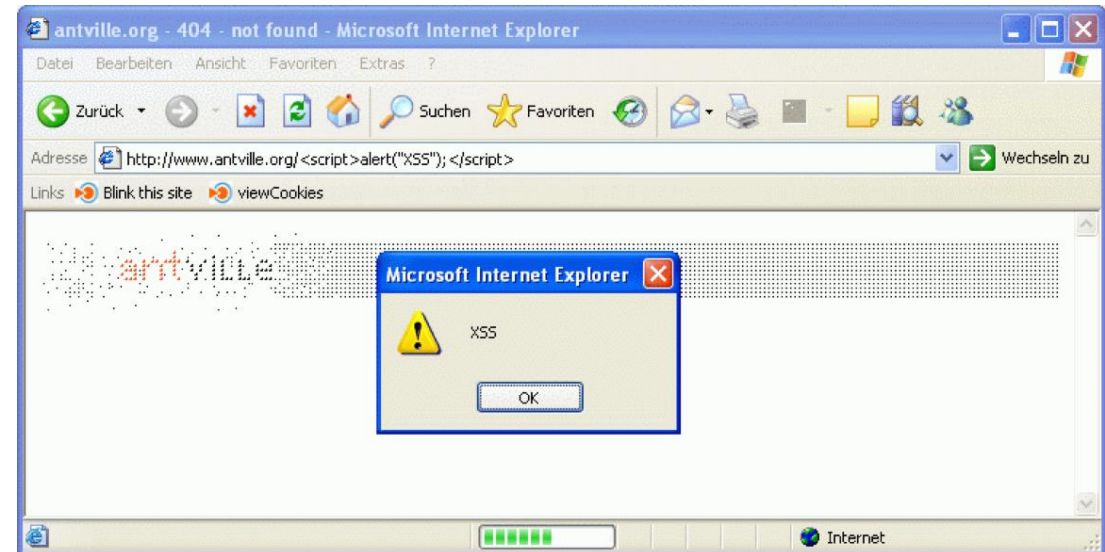 antville.org - 404 - not found - Microsoft Internet Explorer
Datei Bearbeiten Ansicht Favoriten Extras ?
Zurück Suchen Favoriten
Adresse http://www.antville.org/<script>alert("XSS");</script> Wechseln zu
Links Blink this site viewCookies
antville
Microsoft Internet Explorer
XSS
OK
Internet